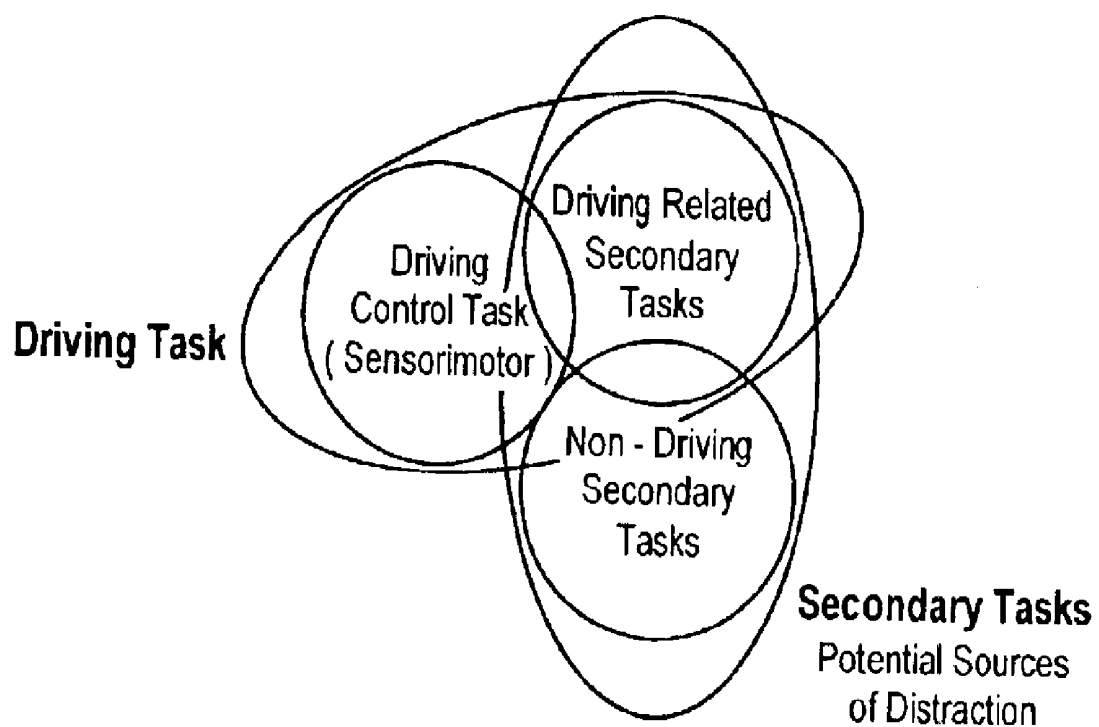 Driving Related
Secondary
Tasks
Driving
Control Task
( Sensorimotor )
Driving Task
Non - Driving
Secondary
Tasks
Secondary Tasks
Potential Sources
of Distraction